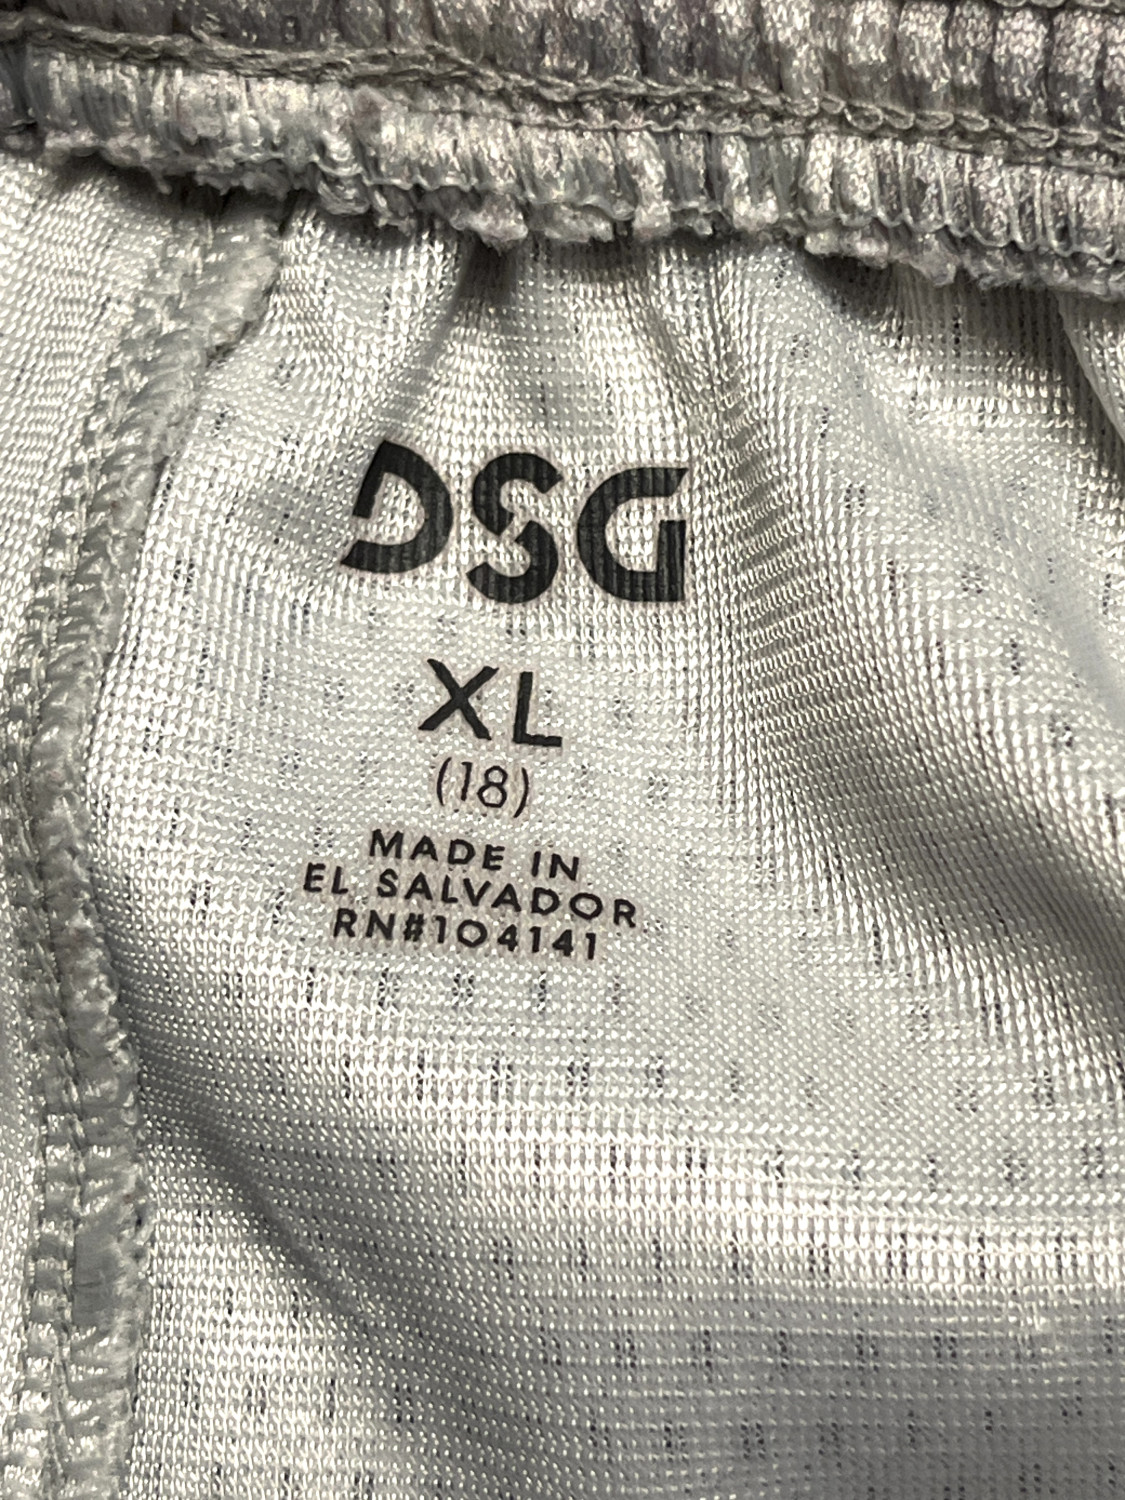 DSG
XL
(18)
MADE IN
EL SALVADOR
RN#104141